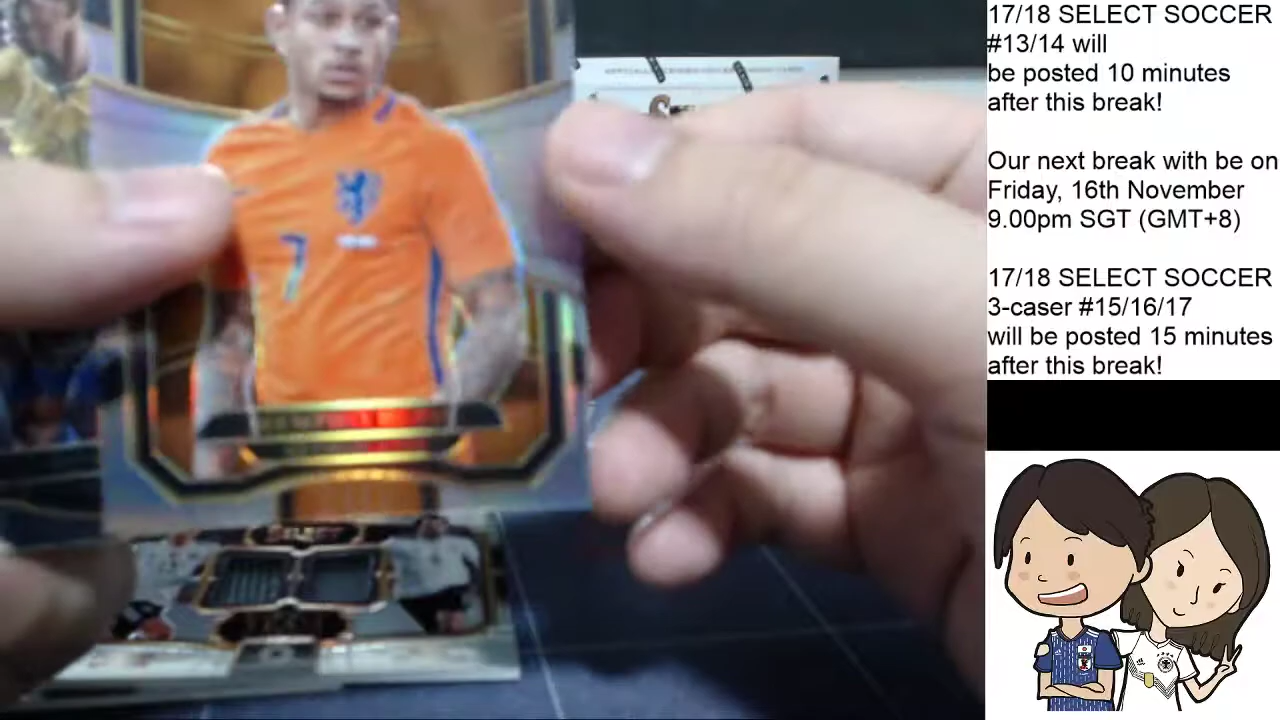 17/18 SELECT SOCCER
#13/14 will
be posted 10 minutes
after this break!
Our next break with be on
Friday, 16th November
9.00pm SGT (GMT+8)
17/18 SELECT SOCCER
3-caser #15/16/17
will be posted 15 minutes
after this break!
7
SELECT